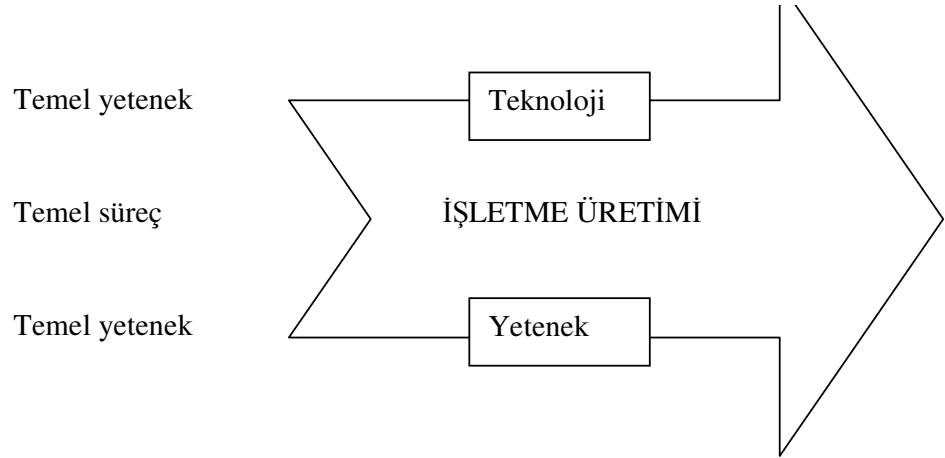 Temel yetenek
Teknoloji
Temel süreç
İŞLETME ÜRETİMİ
Temel yetenek
Yetenek